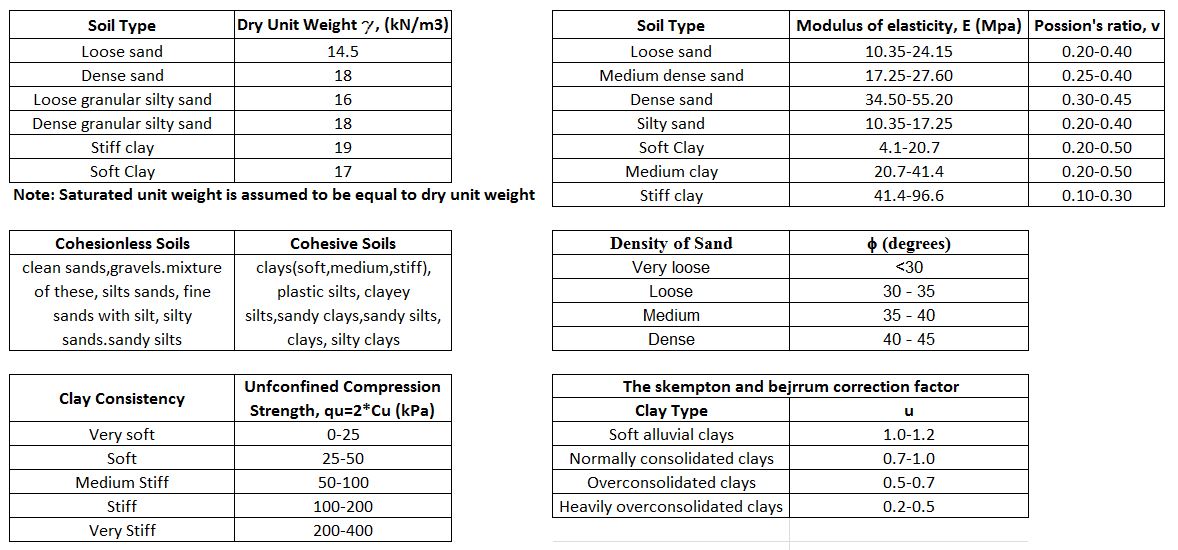 Soil Type Dry Unit Weight γ, (kN/m3)
Loose sand 14.5
Dense sand 18
Loose granular silty sand 16
Dense granular silty sand 18
Stiff clay 19
Soft Clay 17
Note: Saturated unit weight is assumed to be equal to dry unit weight
Soil Type Modulus of elasticity, E (Mpa) Possion's ratio, v
Loose sand 10.35-24.15 0.20-0.40
Medium dense sand 17.25-27.60 0.25-0.40
Dense sand 34.50-55.20 0.30-0.45
Silty sand 10.35-17.25 0.20-0.40
Soft Clay 4.1-20.7 0.20-0.50
Medium clay 20.7-41.4 0.20-0.50
Stiff clay 41.4-96.6 0.10-0.30
Cohesionless Soils Cohesive Soils
clean sands,gravels.mixture clays(soft,medium,stiff),
of these, silts sands, fine plastic silts, clayey
sands with silt, silty silts,sandy clays,sandy silts,
sands.sandy silts clays, silty clays
Density of Sand ϕ (degrees)
Very loose <30
Loose 30 - 35
Medium 35 - 40
Dense 40 - 45
Clay Consistency Unfconfined Compression
Strength, qu=2*Cu (kPa)
Very soft 0-25
Soft 25-50
Medium Stiff 50-100
Stiff 100-200
Very Stiff 200-400
The skempton and bejrrum correction factor
Clay Type u
Soft alluvial clays 1.0-1.2
Normally consolidated clays 0.7-1.0
Overconsolidated clays 0.5-0.7
Heavily overconsolidated clays 0.2-0.5